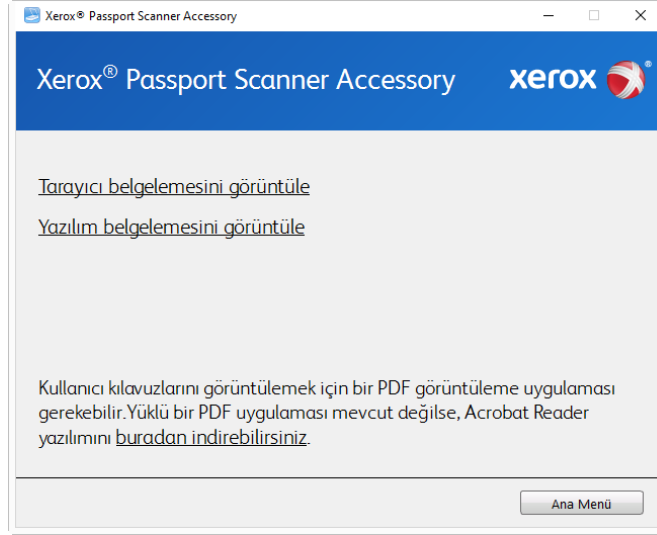 Xerox® Passport Scanner Accessory
Xerox® Passport Scanner Accessory
xerox ®
Tarayıcı belgelemesini görüntüle
Yazılım belgelemesini görüntüle
Kullanıcı kılavuzlarını görüntülemek için bir PDF görüntüleme uygulaması
gerekebilir.Yüklü bir PDF uygulaması mevcut değilse, Acrobat Reader
yazılımını buradan indirebilirsiniz.
Ana Menü